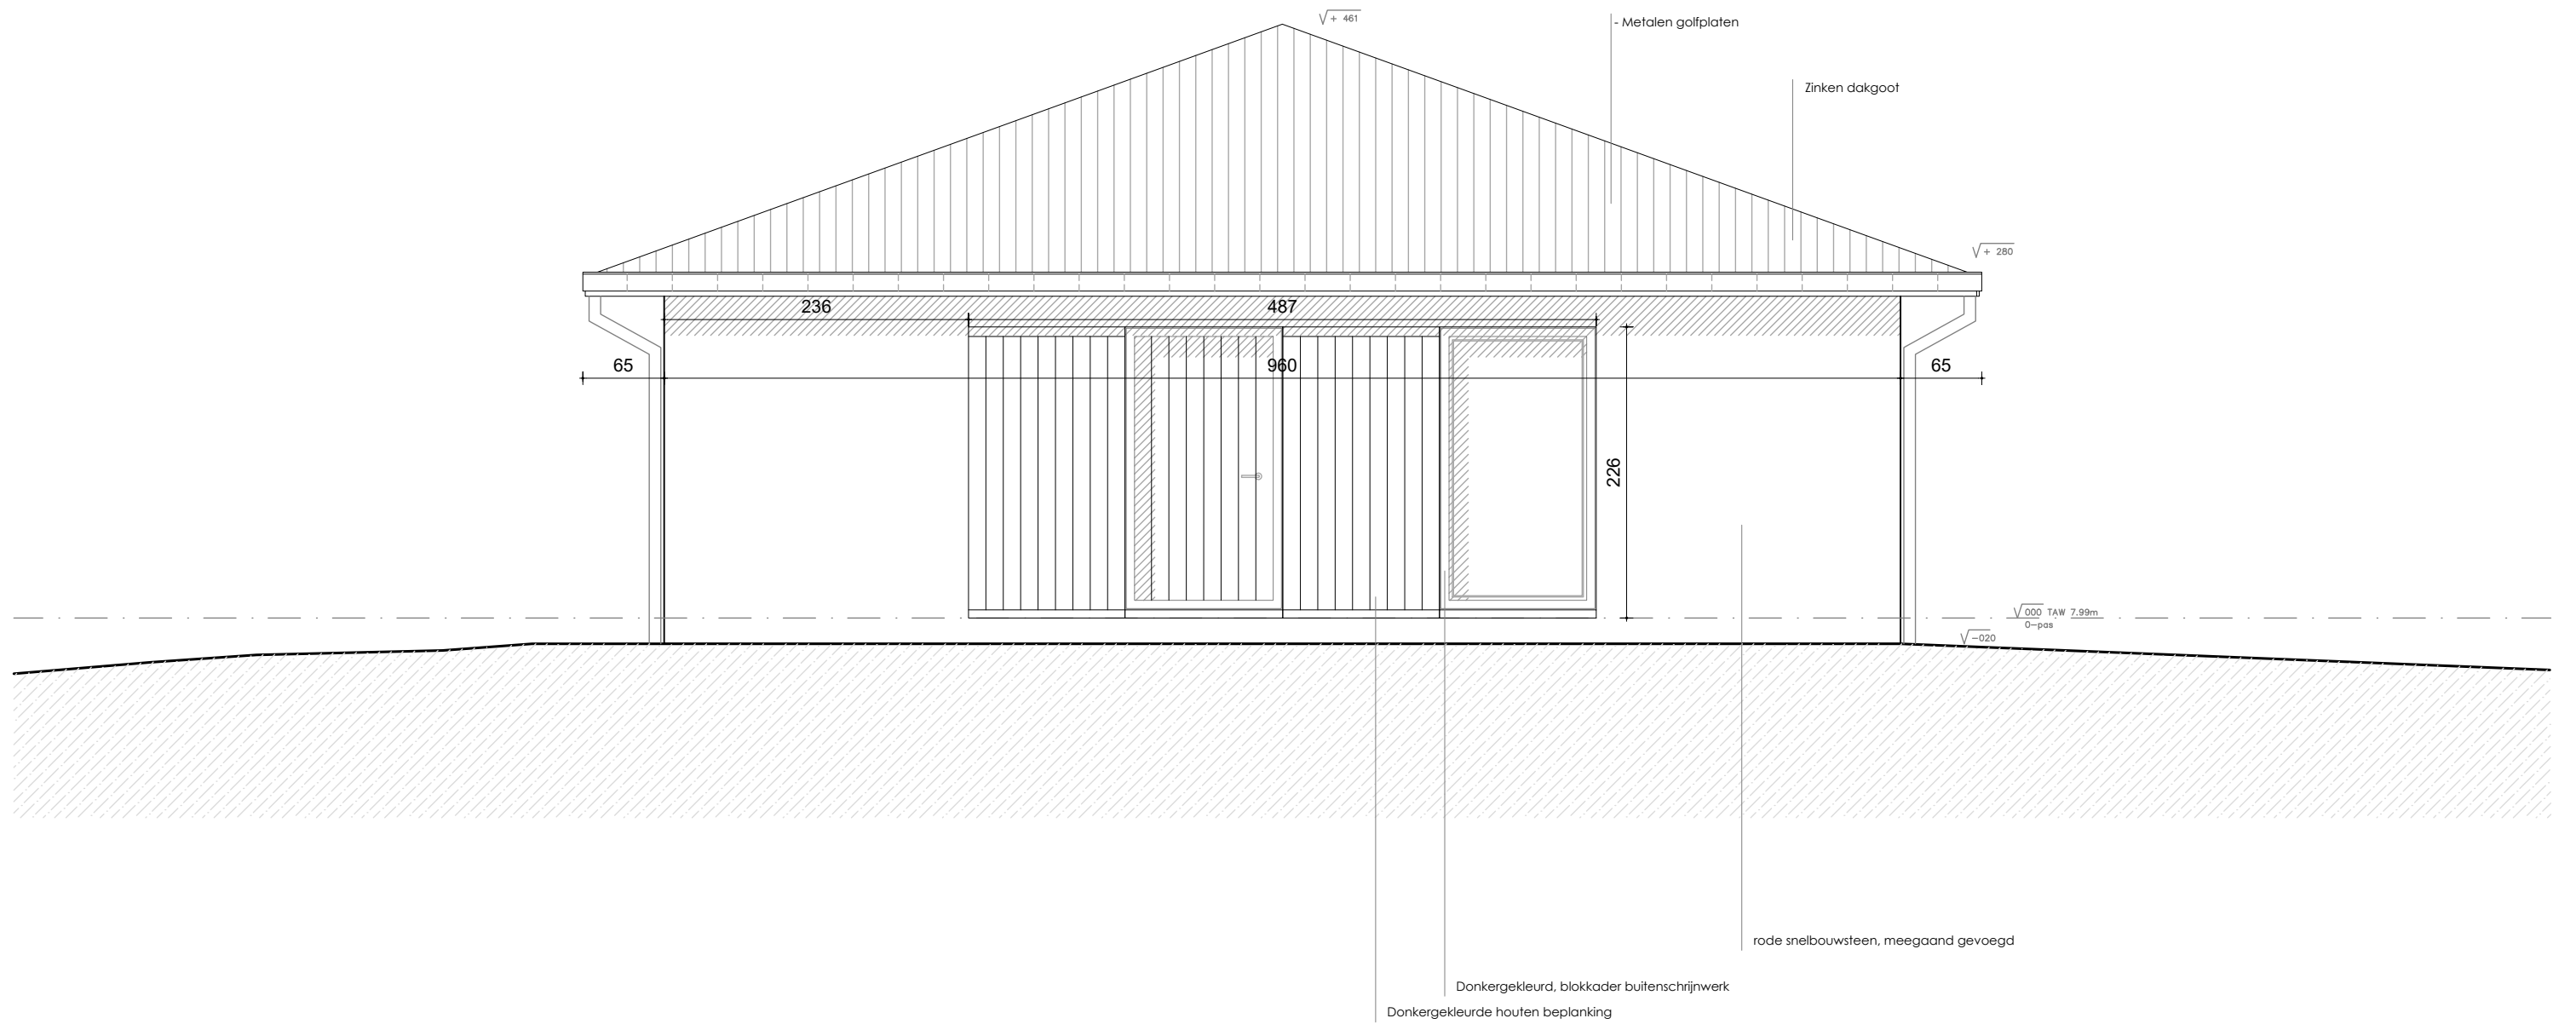 + 461
- Metalen golfplaten
Zinken dakgoot
+ 280
236
487
65
960
65
226
000 TAW 7.99m
0-pas
-020
rode snelbouwsteen, meegaand gevoegd
Donkergekleurd, blokkader buitenschrijnwerk
Donkergekleurde houten beplanking